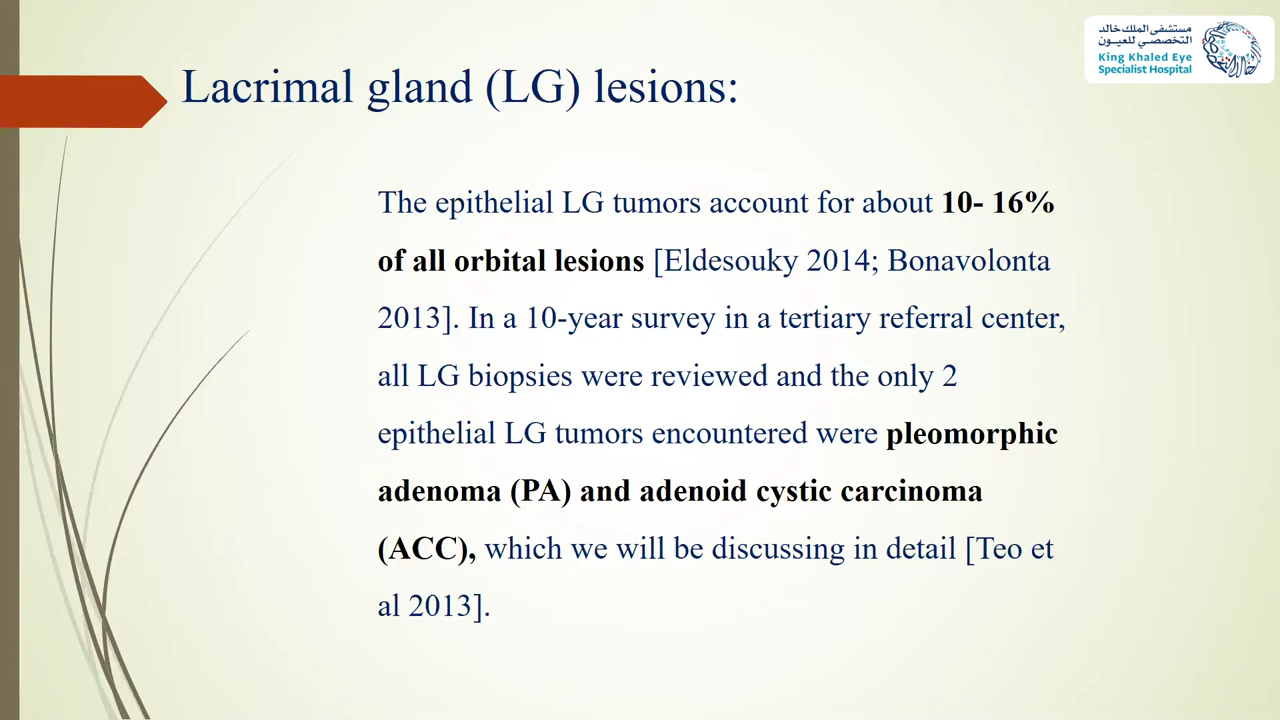 مستشفى الملك خالد
التخصصي للعيون
King Khaled Eye
Specialist Hospital
Lacrimal gland (LG) lesions:
The epithelial LG tumors account for about 10- 16%
of all orbital lesions [Eldesouky 2014; Bonavolonta
2013]. In a 10-year survey in a tertiary referral center,
all LG biopsies were reviewed and the only 2
epithelial LG tumors encountered were pleomorphic
adenoma (PA) and adenoid cystic carcinoma
(ACC), which we will be discussing in detail [Teo et
al 2013].